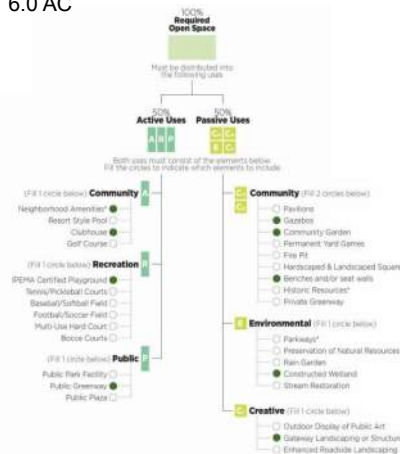 6.0 AC
100%
Required
Open Space
Must be distributed into
the following uses
50%
Active Uses
50%
Passive Uses
A R P
Both uses must consist of the elements below
Fill the circles to indicate which elements to include
(Fill 1 circle below) Community A
Neighborhood Amenities*
Resort Style Pool
Clubhouse
Golf Course
(Fill 1 circle below) Recreation R
IPEMA Certified Playground
Tennis/Pickleball Courts
Baseball/Softball Field
Football/Soccer Field
Multi-Use Hard Court
Bocce Courts
(Fill 1 circle below) Public P
Public Park Facility
Public Greenway
Public Plaza
Community (Fill 2 circles below)
Pavilions
Gazebos
Community Garden
Permanent Yard Games
Fire Pit
Hardscaped & Landscaped Square
Benches and/or seat walls
Historic Resources*
Private Greenway
E Environmental (Fill 1 circle below)
Parkways*
Preservation of Natural Resources
Rain Garden
Constructed Wetland
Stream Restoration
Creative (Fill 1 circle below)
Outdoor Display of Public Art
Gateway Landscaping or Structure
Enhanced Roadside Landscaping